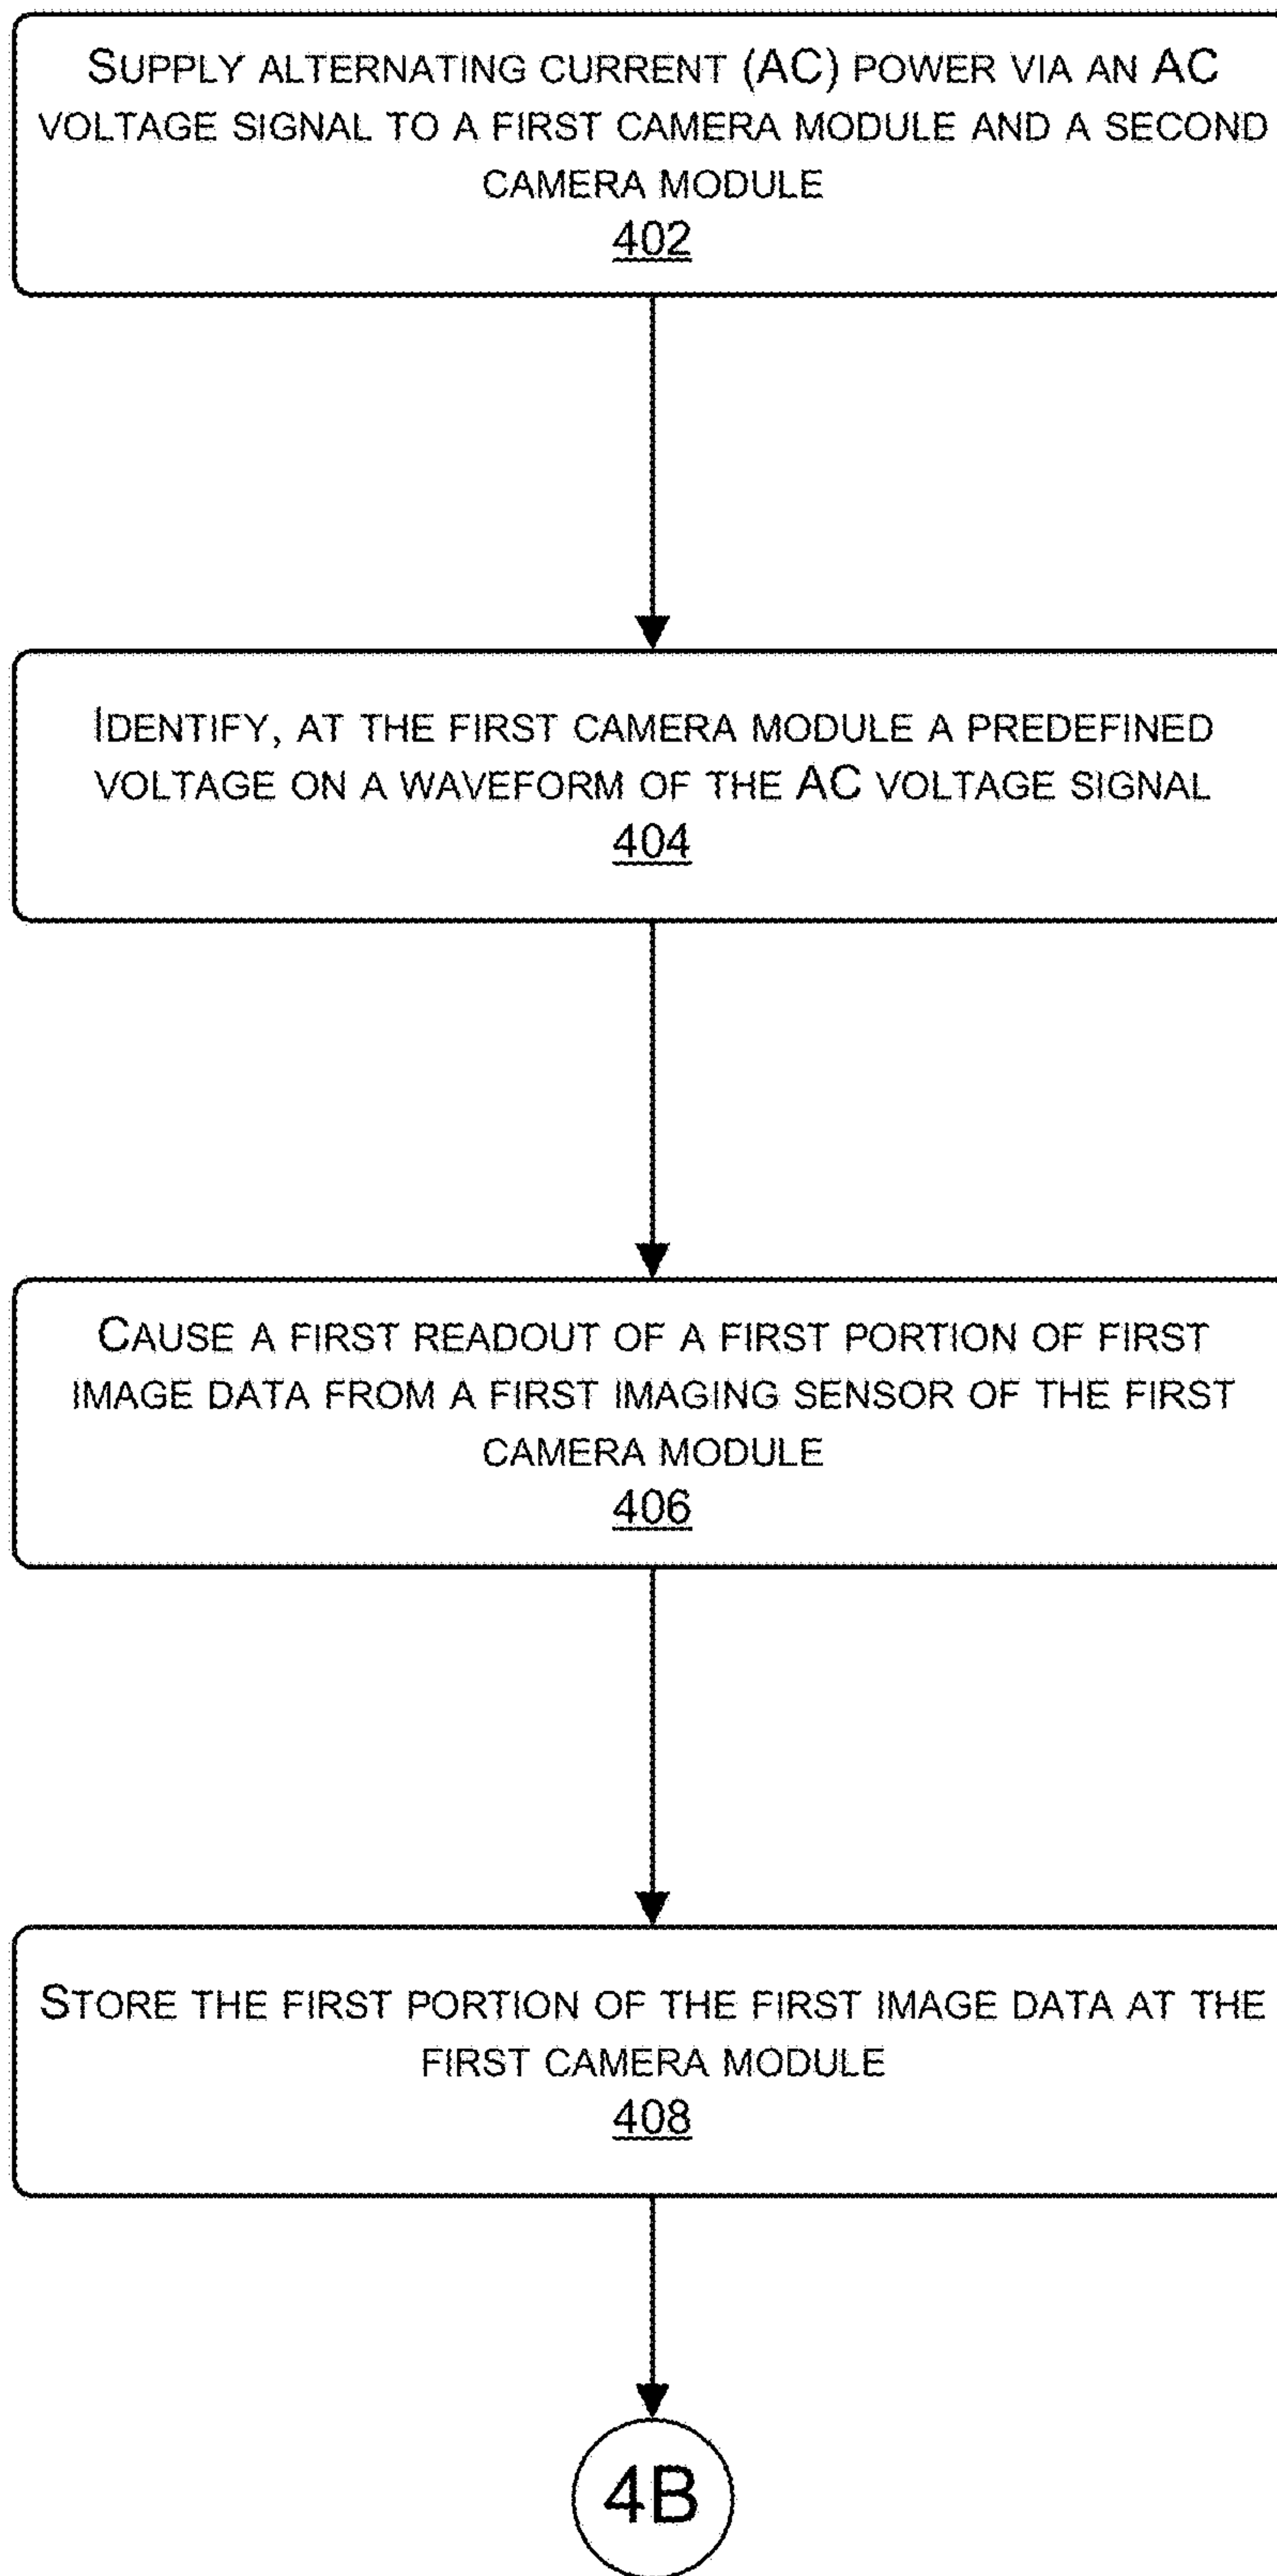 SUPPLY ALTERNATING CURRENT (AC) POWER VIA AN AC
VOLTAGE SIGNAL TO A FIRST CAMERA MODULE AND A SECOND
CAMERA MODULE
402
IDENTIFY, AT THE FIRST CAMERA MODULE A PREDEFINED
VOLTAGE ON A WAVEFORM OF THE AC VOLTAGE SIGNAL
404
CAUSE A FIRST READOUT OF A FIRST PORTION OF FIRST
IMAGE DATA FROM A FIRST IMAGING SENSOR OF THE FIRST
CAMERA MODULE
406
STORE THE FIRST PORTION OF THE FIRST IMAGE DATA AT THE
FIRST CAMERA MODULE
408
4B